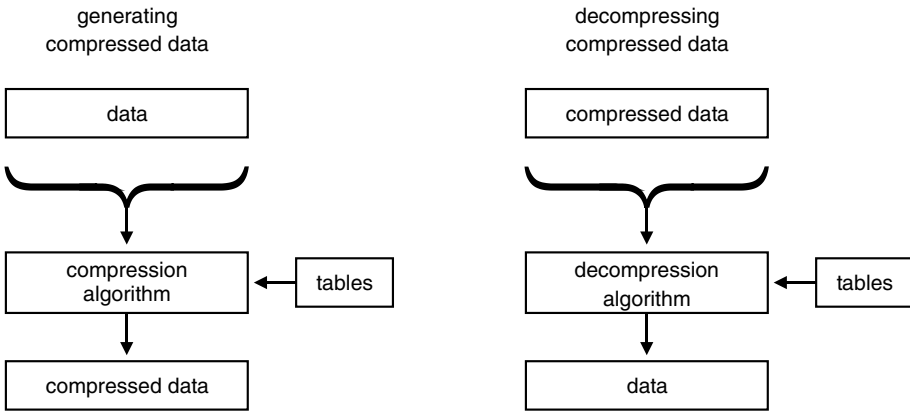 generating
compressed data
data
compression
algorithm
tables
compressed data
decompressing
compressed data
compressed data
decompression
algorithm
tables
data